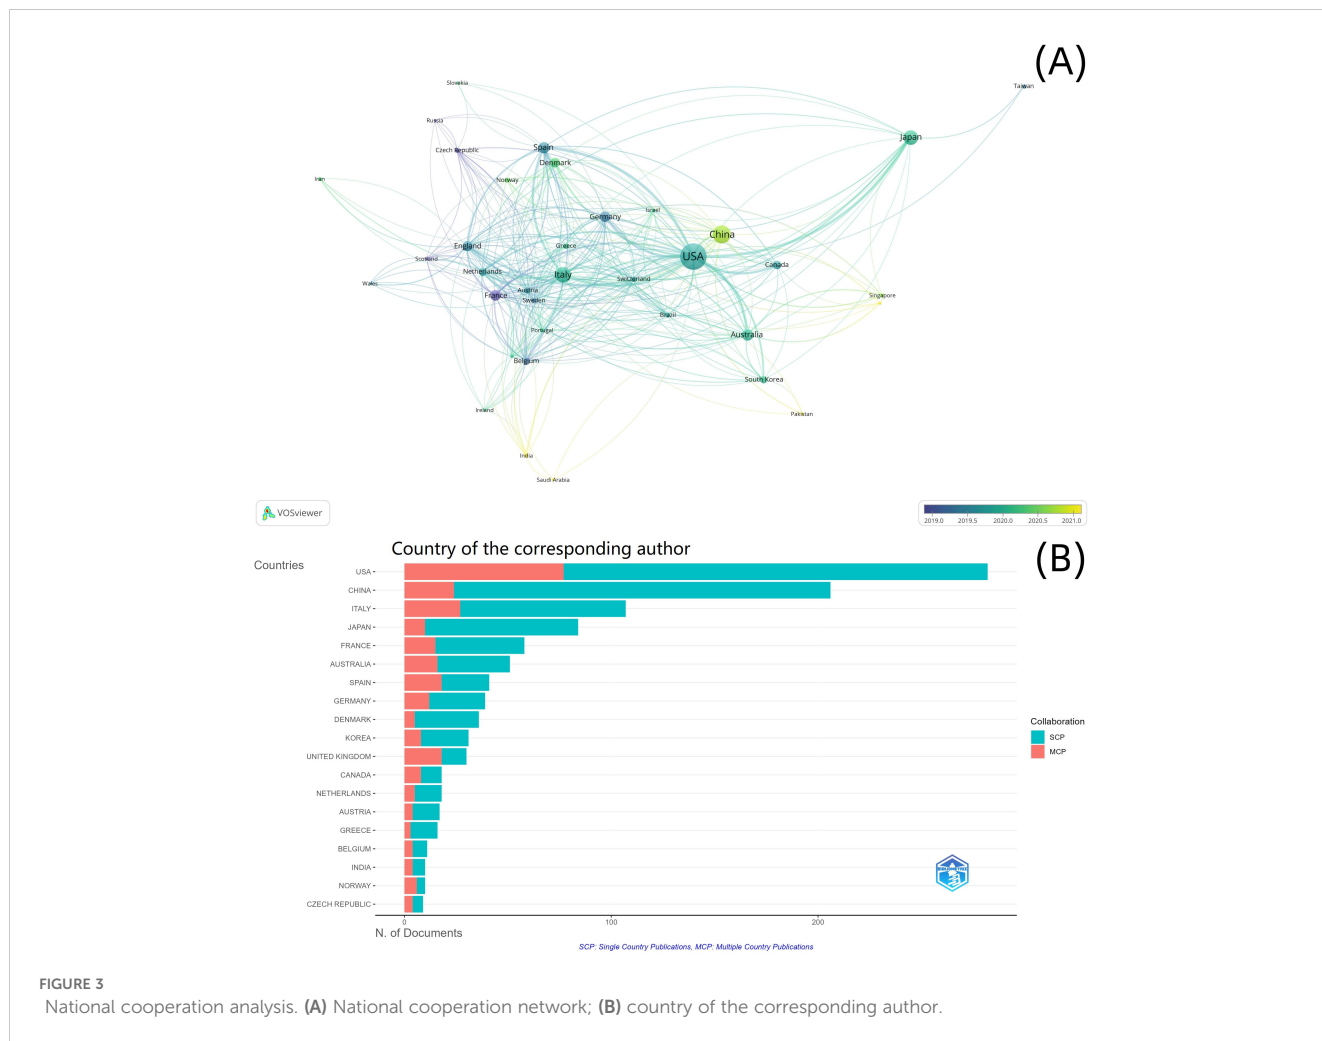 (A)
Slovakia
Taiwan
Russia
Japan
Czech Republic
Spain
Denmark
Iran
Norway
Israel
Germany
China
England
Greece
USA
Scotland
Netherlands
Italy
Switzerland
Canada
Wales
Austria
France
Sweden
Singapore
Brazil
Portugal
Australia
Belgium
South Korea
Ireland
Pakistan
India
Saudi Arabia
VOSviewer
2019.0 2019.5 2020.0 2020.5 2021.0
(B)
Country of the corresponding author
Countries
USA
CHINA
ITALY
JAPAN
FRANCE
AUSTRALIA
SPAIN
GERMANY
DENMARK
KOREA
UNITED KINGDOM
CANADA
NETHERLANDS
AUSTRIA
GREECE
BELGIUM
INDIA
NORWAY
CZECH REPUBLIC
0 100 200
N. of Documents
Collaboration
SCP
MCP
SCP: Single Country Publications, MCP: Multiple Country Publications
FIGURE 3
National cooperation analysis. (A) National cooperation network; (B) country of the corresponding author.